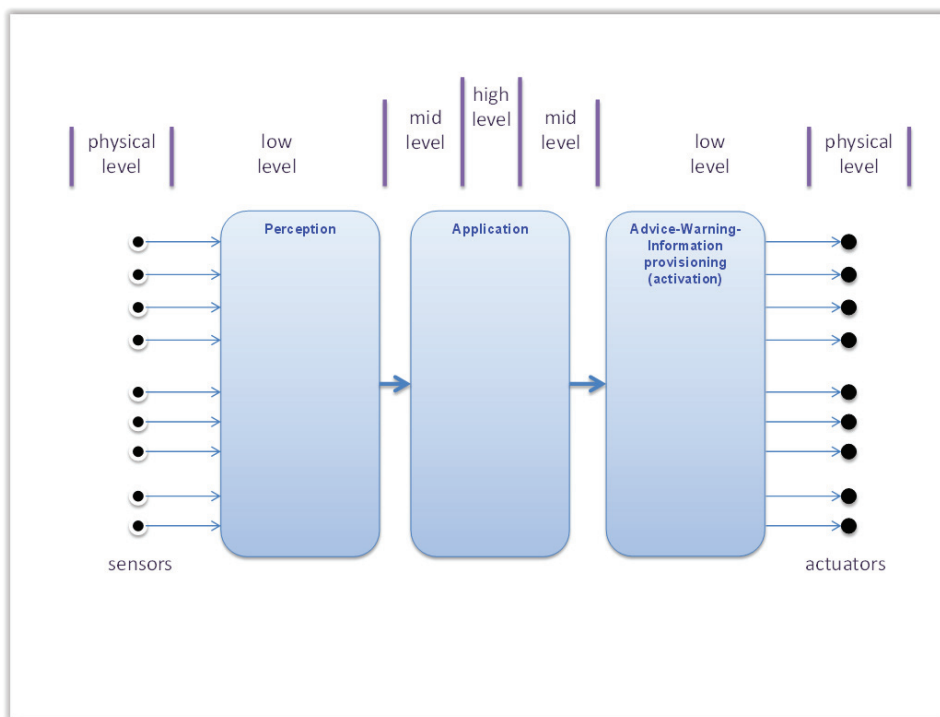 physical
level
low
level
mid
level
high
level
mid
level
low
level
physical
level
Perception
Application
Advice-Warning-
Information
provisioning
(activation)
sensors
actuators